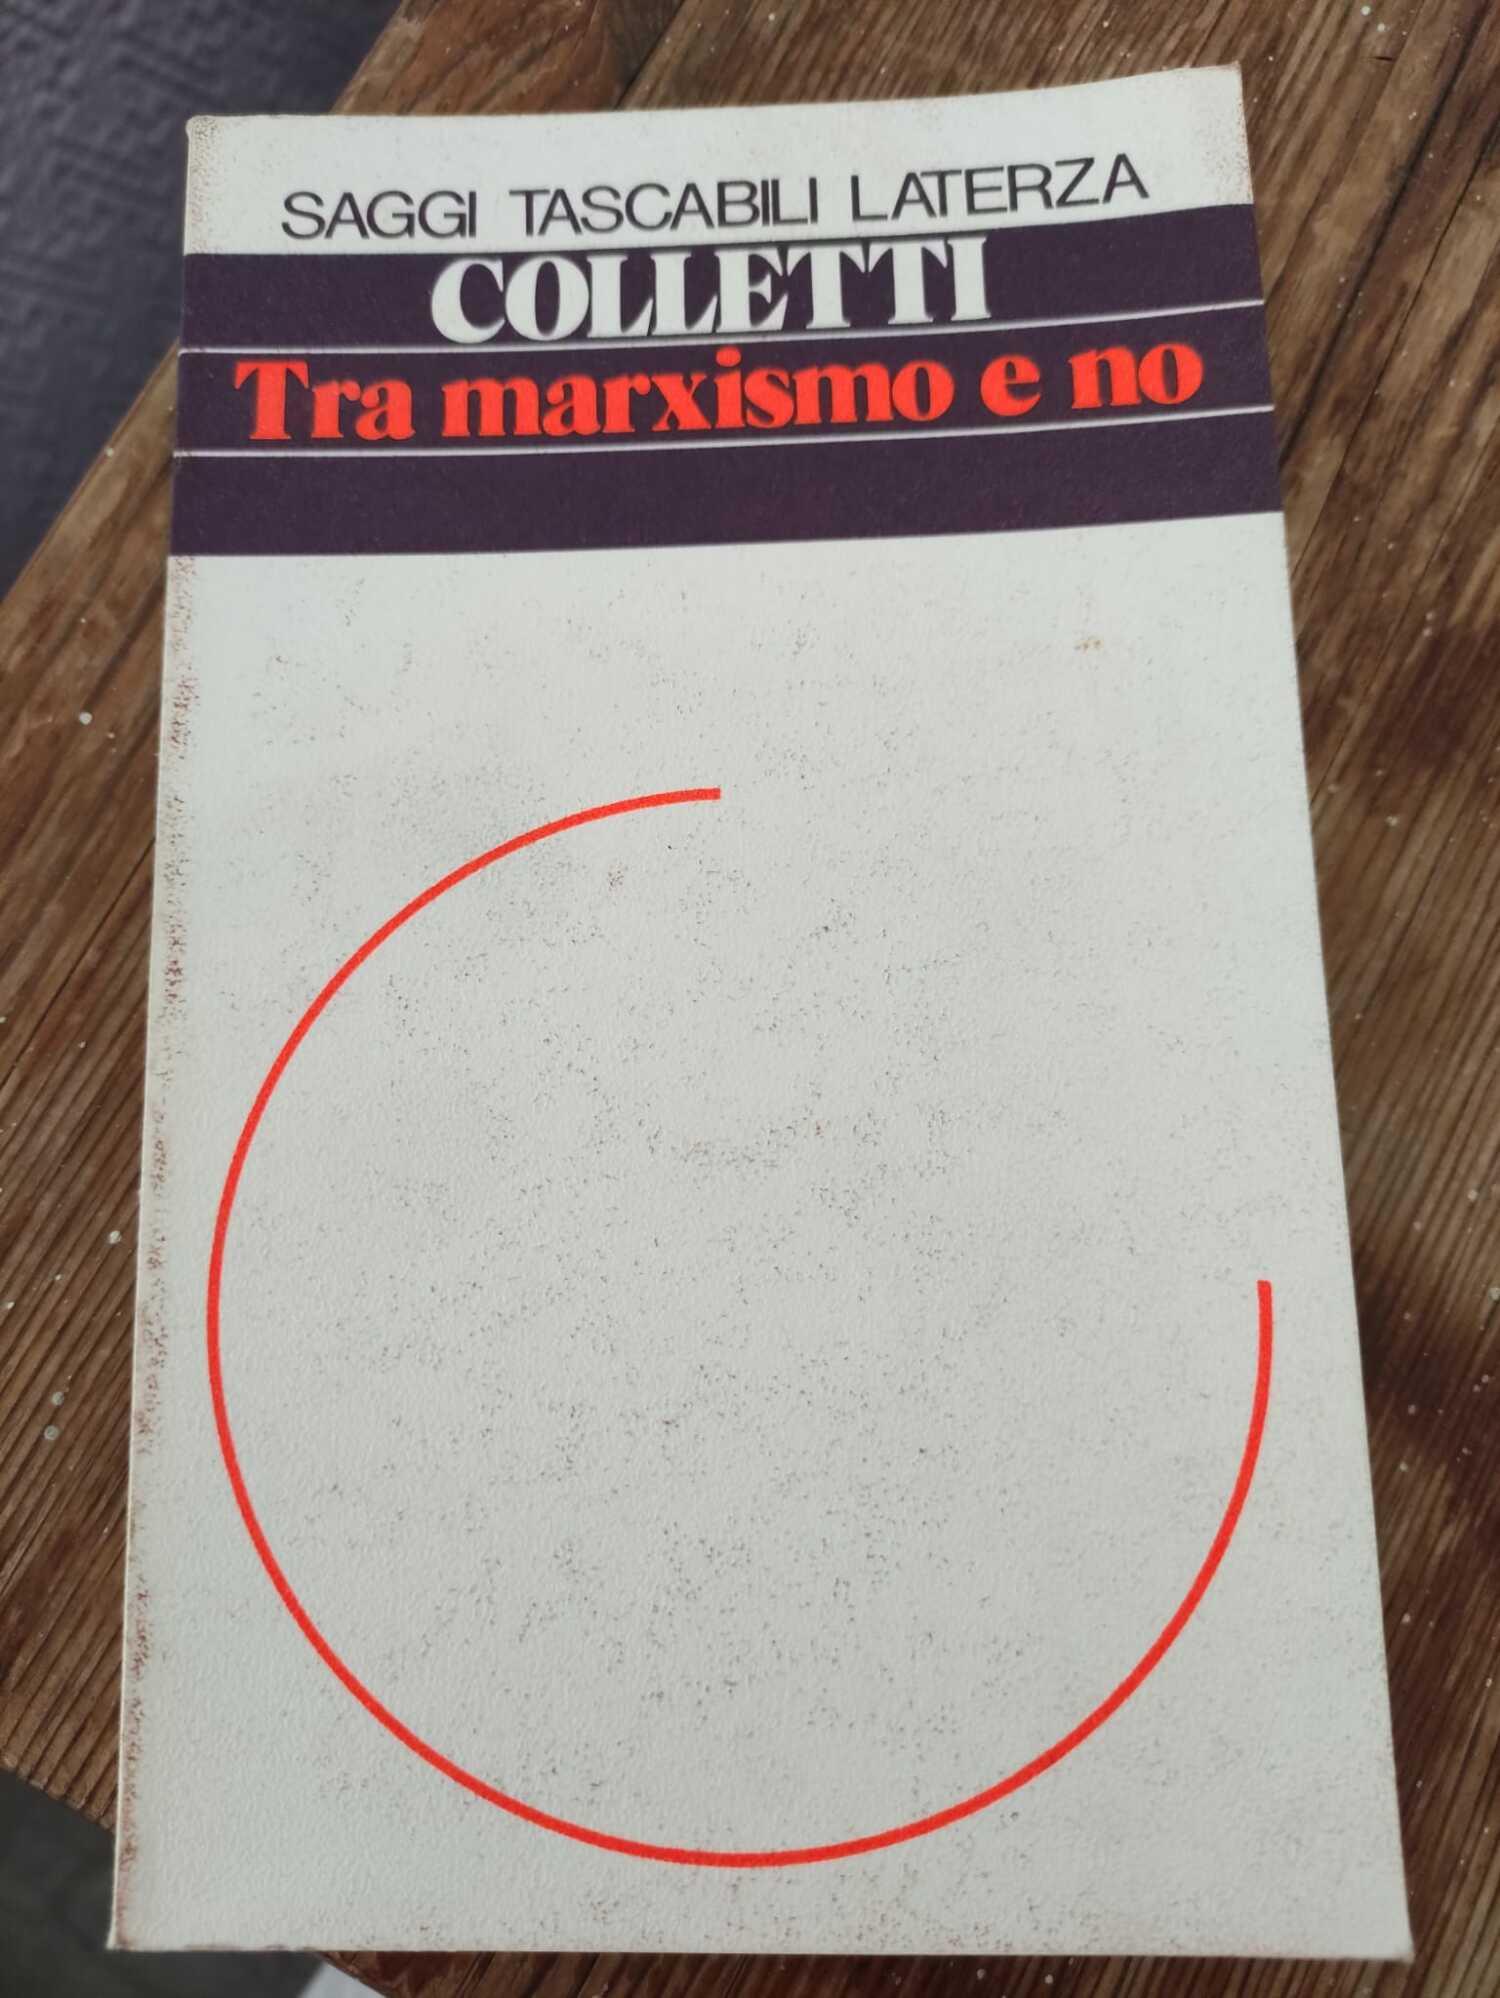 SAGGI TASCABILI LATERZA
COLLETTI
Tra marxismo e no